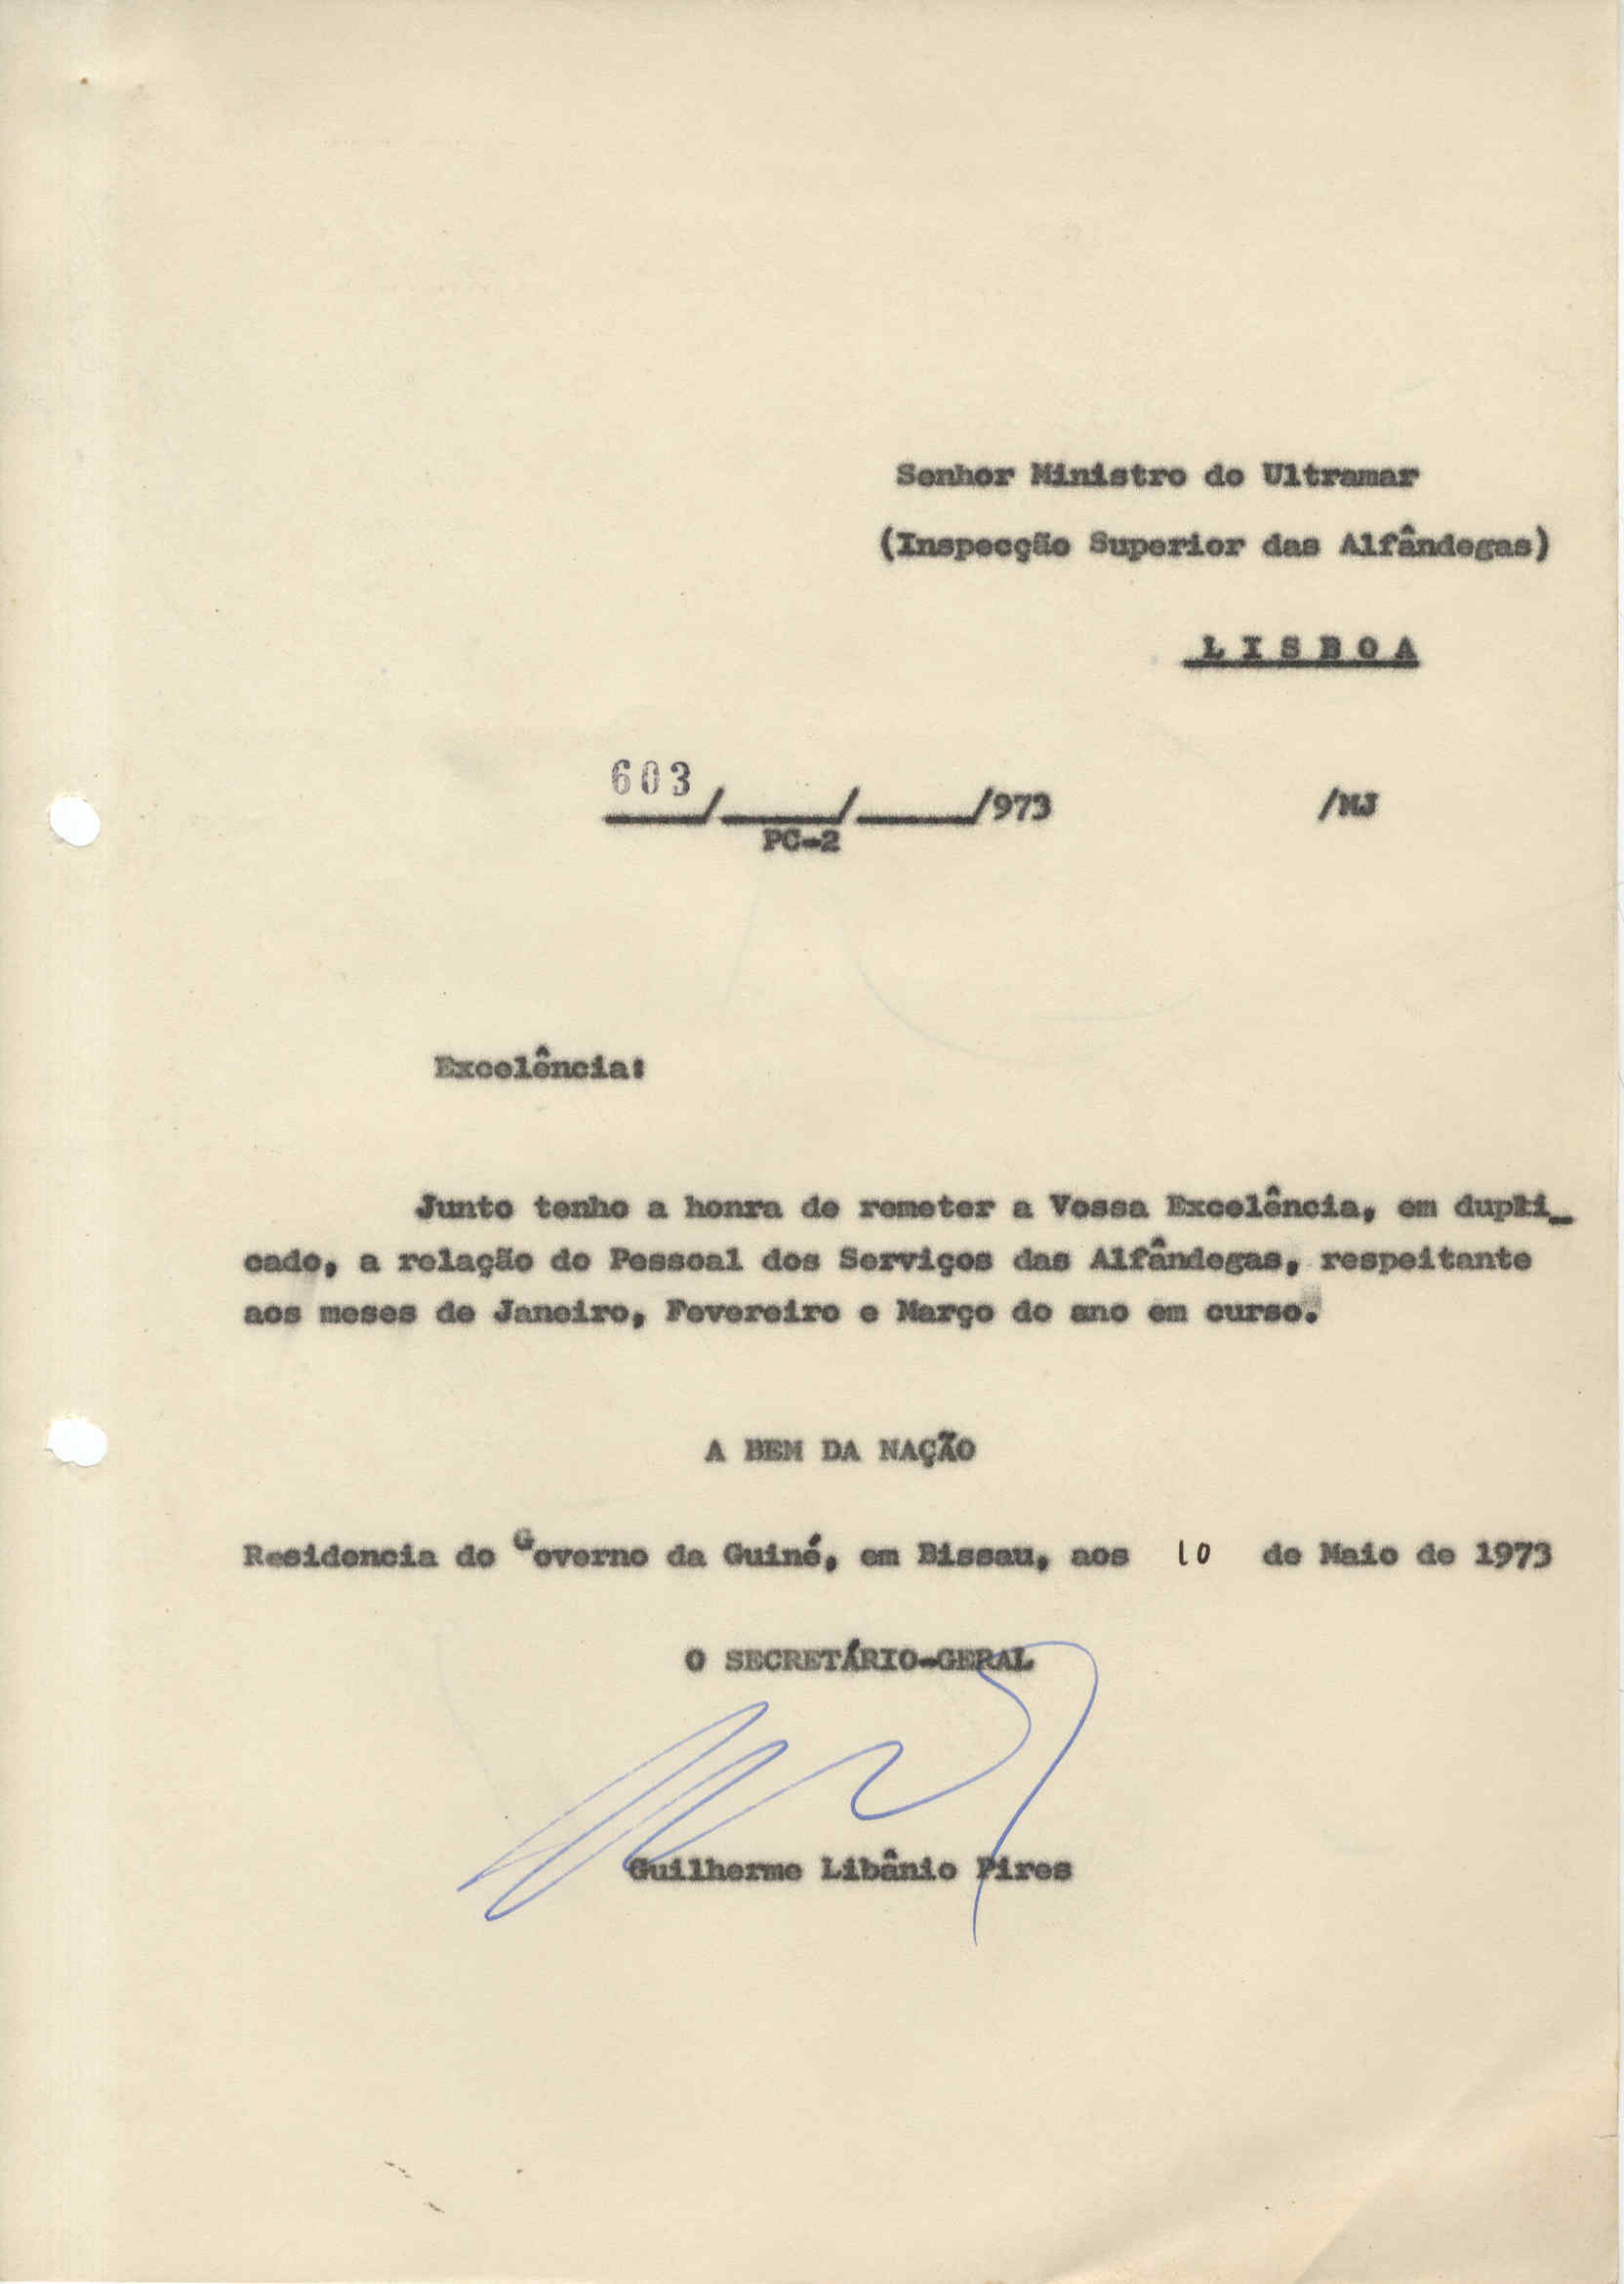 Senhor Ministro do Ultramar
(Inspecção Superior das Alfândegas)
L I S B O A
603/____/____/973 /MJ
PC-2
Excelência:
Junto tenho a honra de remeter a Vossa Excelência, em dupli_
cado, a relação do Pessoal dos Serviços das Alfândegas, respeitante
aos meses de Janeiro, Fevereiro e Março do ano em curso.
A BEM DA NAÇÃO
Residencia do Governo da Guiné, em Bissau, aos 10 de Maio de 1973
O SECRETÁRIO-GERAL
Guilherme Libânio Pires